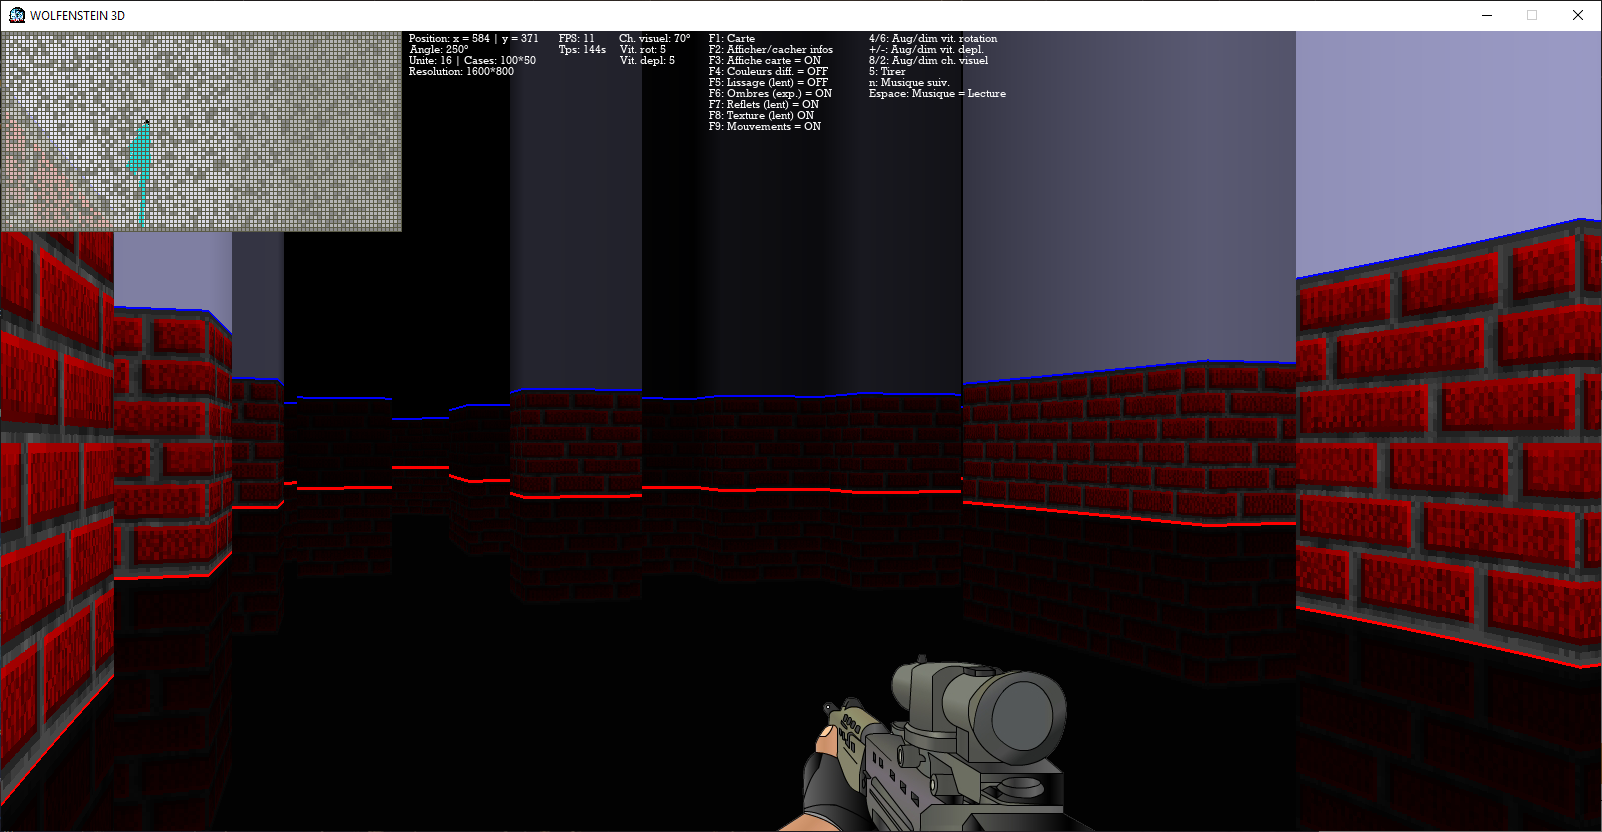 WOLFENSTEIN 3D
Position: x = 584 | y = 371 FPS: 11 Ch. visuel: 70° F1: Carte 4/6: Aug/dim vit. rotation
Angle: 250° Tps: 144s Vit. rot: 5 F2: Afficher/cacher infos +/-: Aug/dim vit. depl.
Unite: 16 | Cases: 100*50 Vit. depl: 5 F3: Affiche carte = ON 8/2: Aug/dim ch. visuel
Resolution: 1600*800 F4: Couleurs diff. = OFF 5: Tirer
F5: Lissage (lent) = OFF n: Musique suiv.
F6: Ombres (exp.) = ON Espace: Musique = Lecture
F7: Reflets (lent) = ON
F8: Texture (lent) ON
F9: Mouvements = ON